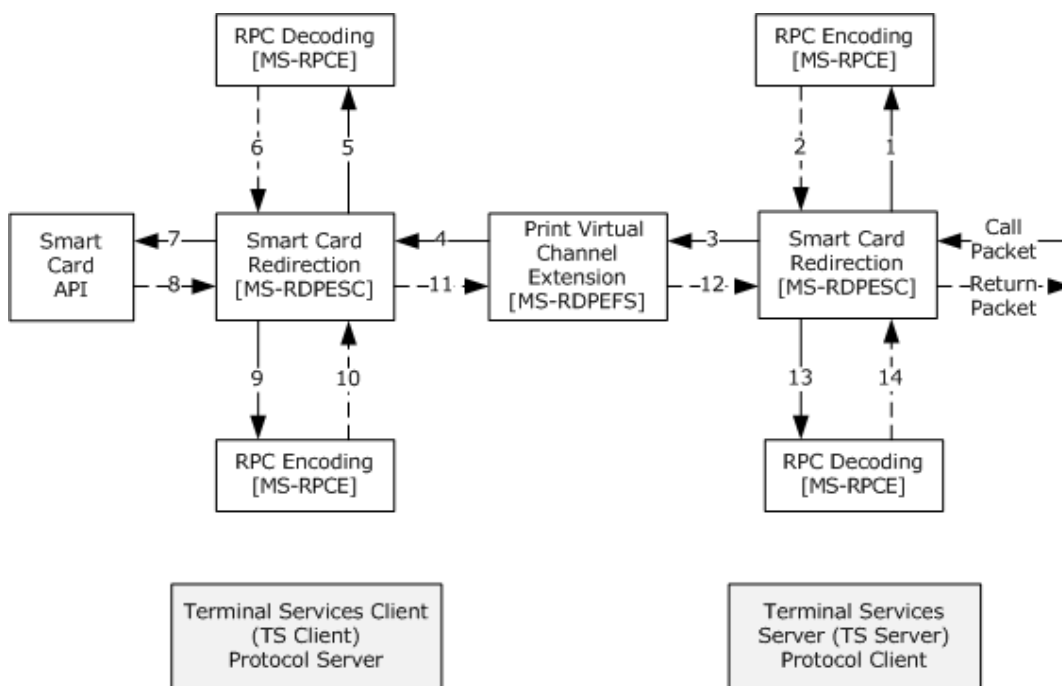 RPC Decoding
[MS-RPCE]
RPC Encoding
[MS-RPCE]
6
5
2
1
Smart
Card
API
7
8
Smart Card
Redirection
[MS-RDPESC]
4
11
Print Virtual
Channel
Extension
[MS-RDPEFS]
3
12
Smart Card
Redirection
[MS-RDPESC]
Call
Packet
Return
Packet
9
10
13
14
RPC Encoding
[MS-RPCE]
RPC Decoding
[MS-RPCE]
Terminal Services Client
(TS Client)
Protocol Server
Terminal Services
Server (TS Server)
Protocol Client